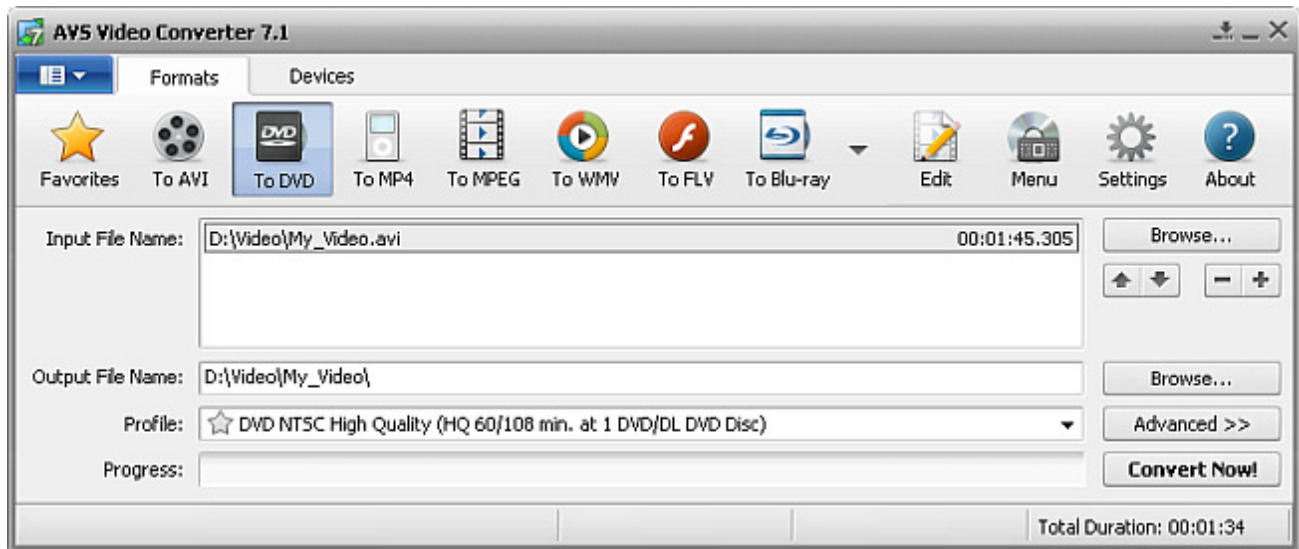 AVS Video Converter 7.1
Formats Devices
DVD
Favorites To AVI To DVD To MP4 To MPEG To WMV To FLV To Blu-ray Edit Menu Settings About
Input File Name: D:\Video\My_Video.avi 00:01:45.305 Browse...
Output File Name: D:\Video\My_Video\ Browse...
Profile: DVD NTSC High Quality (HQ 60/108 min. at 1 DVD/DL DVD Disc) Advanced >>
Progress: Convert Now!
Total Duration: 00:01:34